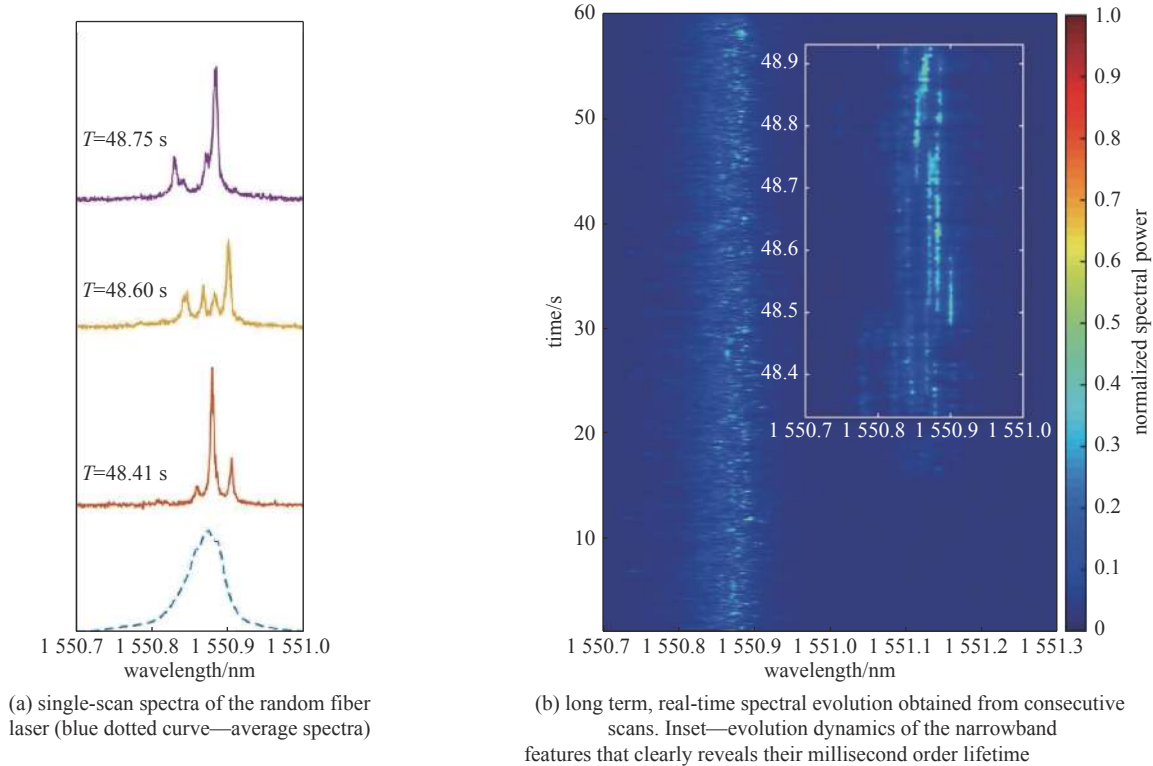 T=48.75 s
T=48.60 s
T=48.41 s
1 550.7 1 550.8 1 550.9 1 551.0
wavelength/nm
(a) single-scan spectra of the random fiber
laser (blue dotted curve—average spectra)
60
50
40
30
20
10
time/s
48.9
48.8
48.7
48.6
48.5
48.4
1 550.7 1 550.8 1 550.9 1 551.0
1 550.7 1 550.8 1 550.9 1 551.0 1 551.1 1 551.2 1 551.3
wavelength/nm
1.0
0.9
0.8
0.7
0.6
0.5
0.4
0.3
0.2
0.1
0
normalized spectral power
(b) long term, real-time spectral evolution obtained from consecutive
scans. Inset—evolution dynamics of the narrowband
features that clearly reveals their millisecond order lifetime